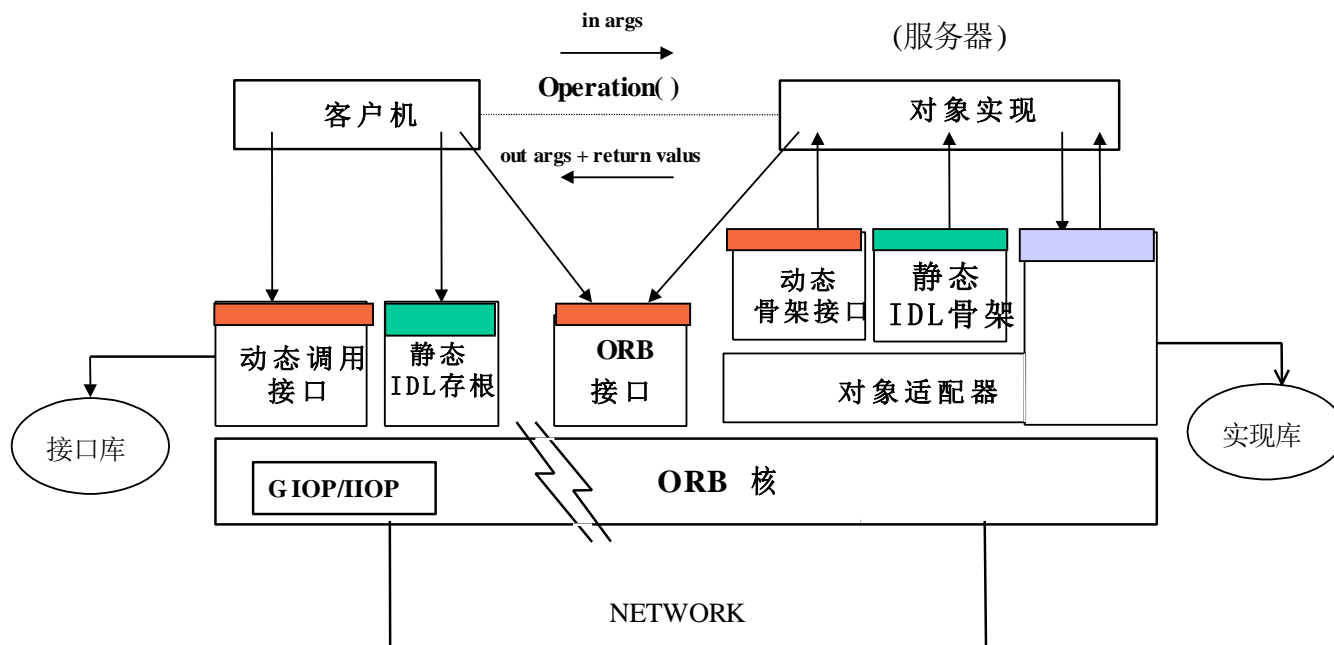 in args
(服务器)
Operation( )
客户机
对象实现
out args + return valus
动态
骨架接口
静态
IDL骨架
动态调用
接口
静态
IDL存根
ORB
接口
对象适配器
接口库
实现库
GIOP/IIOP
ORB 核
NETWORK